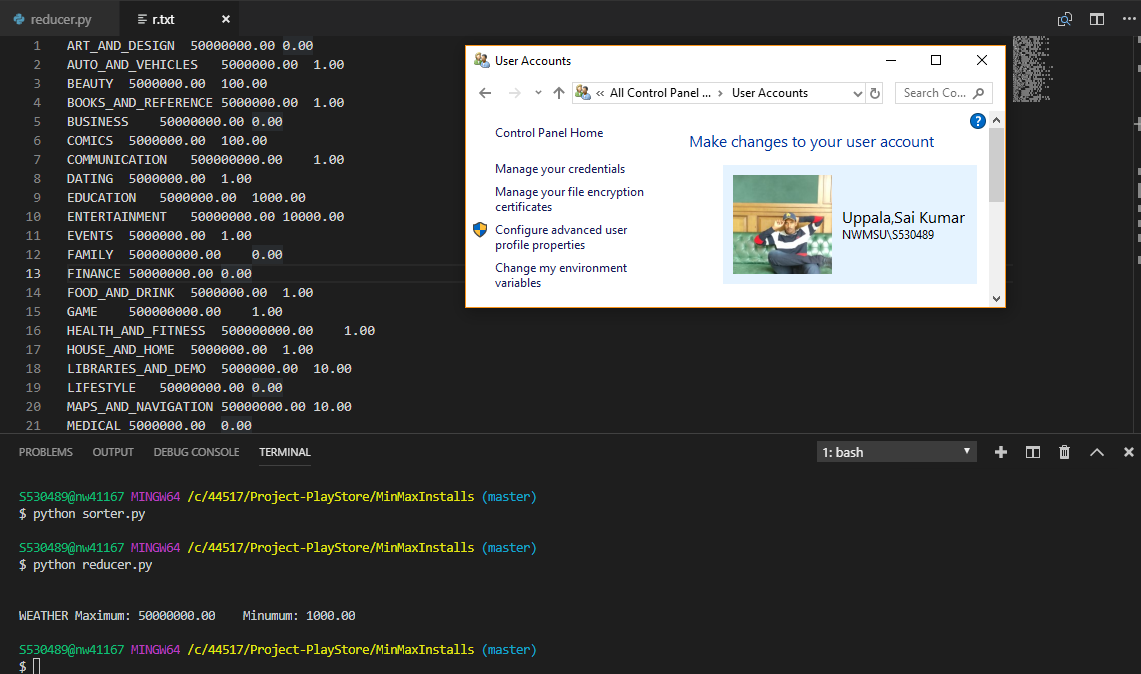 reducer.py
r.txt
1 ART_AND_DESIGN 50000000.00 0.00
2 AUTO_AND_VEHICLES 5000000.00 1.00
3 BEAUTY 5000000.00 100.00
4 BOOKS_AND_REFERENCE 5000000.00 1.00
5 BUSINESS 50000000.00 0.00
6 COMICS 5000000.00 100.00
7 COMMUNICATION 500000000.00 1.00
8 DATING 5000000.00 1.00
9 EDUCATION 5000000.00 1000.00
10 ENTERTAINMENT 50000000.00 10000.00
11 EVENTS 5000000.00 1.00
12 FAMILY 500000000.00 0.00
13 FINANCE 50000000.00 0.00
14 FOOD_AND_DRINK 5000000.00 1.00
15 GAME 500000000.00 1.00
16 HEALTH_AND_FITNESS 500000000.00 1.00
17 HOUSE_AND_HOME 5000000.00 1.00
18 LIBRARIES_AND_DEMO 5000000.00 10.00
19 LIFESTYLE 50000000.00 0.00
20 MAPS_AND_NAVIGATION 50000000.00 10.00
21 MEDICAL 5000000.00 0.00
User Accounts
« All Control Panel ... › User Accounts
Search Co...
Control Panel Home
Manage your credentials
Manage your file encryption
certificates
Configure advanced user
profile properties
Change my environment
variables
?
Make changes to your user account
Uppala,Sai Kumar
NWMSU\S530489
PROBLEMS OUTPUT DEBUG CONSOLE TERMINAL
1: bash
S530489@nw41167 MINGW64 /c/44517/Project-PlayStore/MinMaxInstalls (master)
$ python sorter.py
S530489@nw41167 MINGW64 /c/44517/Project-PlayStore/MinMaxInstalls (master)
$ python reducer.py
WEATHER Maximum: 50000000.00 Minumum: 1000.00
S530489@nw41167 MINGW64 /c/44517/Project-PlayStore/MinMaxInstalls (master)
$